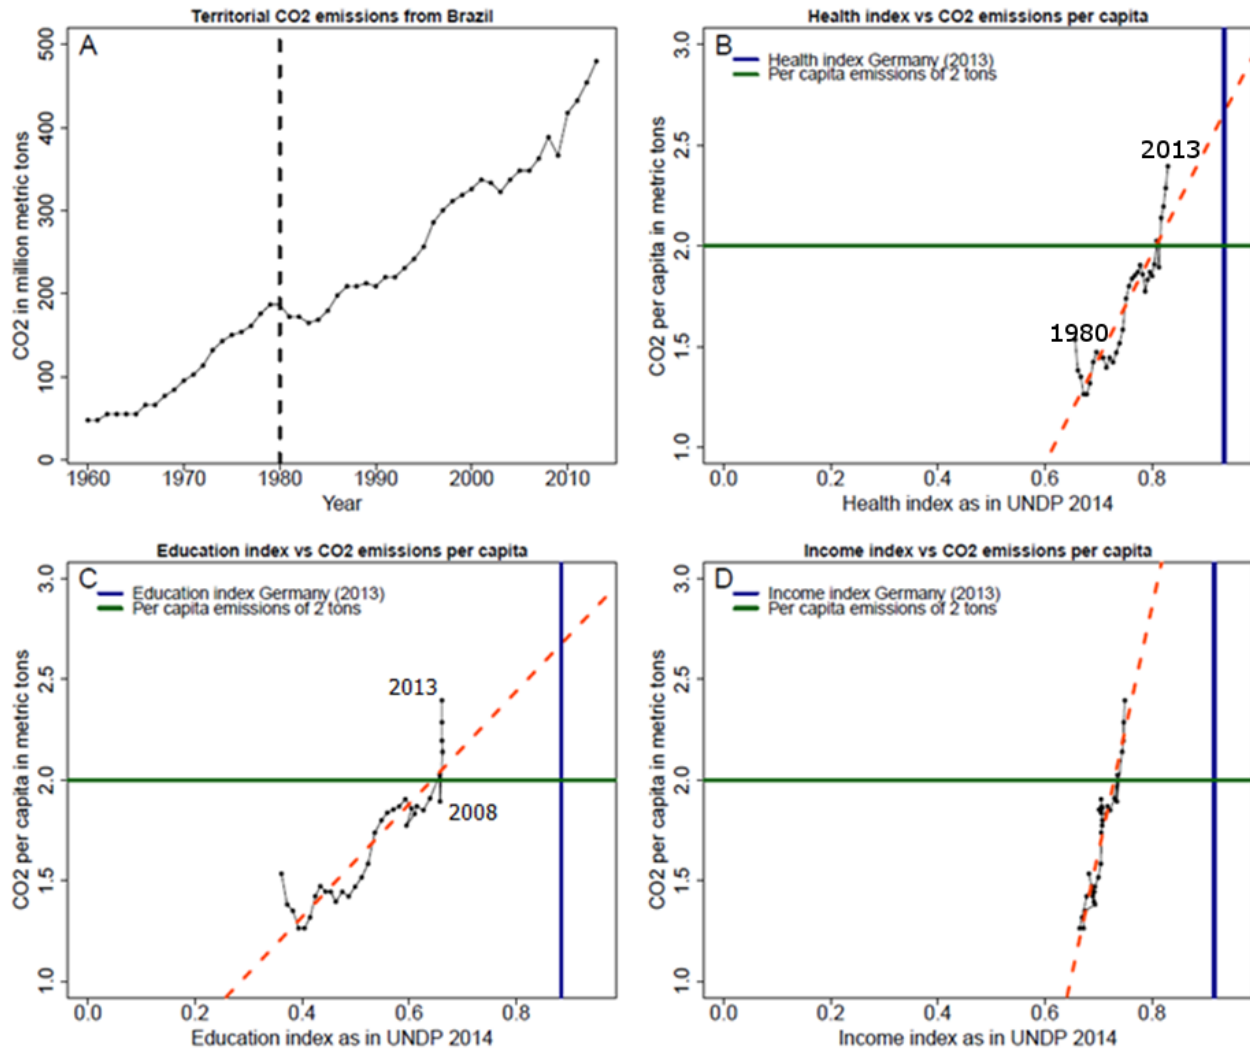 Territorial CO2 emissions from Brazil
A
CO2 in million metric tons
500
400
300
200
100
0
1960 1970 1980 1990 2000 2010
Year
Health index vs CO2 emissions per capita
B
Health index Germany (2013)
Per capita emissions of 2 tons
CO2 per capita in metric tons
3.0
2.5
2.0
1.5
1.0
2013
1980
0.0 0.2 0.4 0.6 0.8
Health index as in UNDP 2014
Education index vs CO2 emissions per capita
C
Education index Germany (2013)
Per capita emissions of 2 tons
CO2 per capita in metric tons
3.0
2.5
2.0
1.5
1.0
2013
2008
0.0 0.2 0.4 0.6 0.8
Education index as in UNDP 2014
Income index vs CO2 emissions per capita
D
Income index Germany (2013)
Per capita emissions of 2 tons
CO2 per capita in metric tons
3.0
2.5
2.0
1.5
1.0
0.0 0.2 0.4 0.6 0.8
Income index as in UNDP 2014